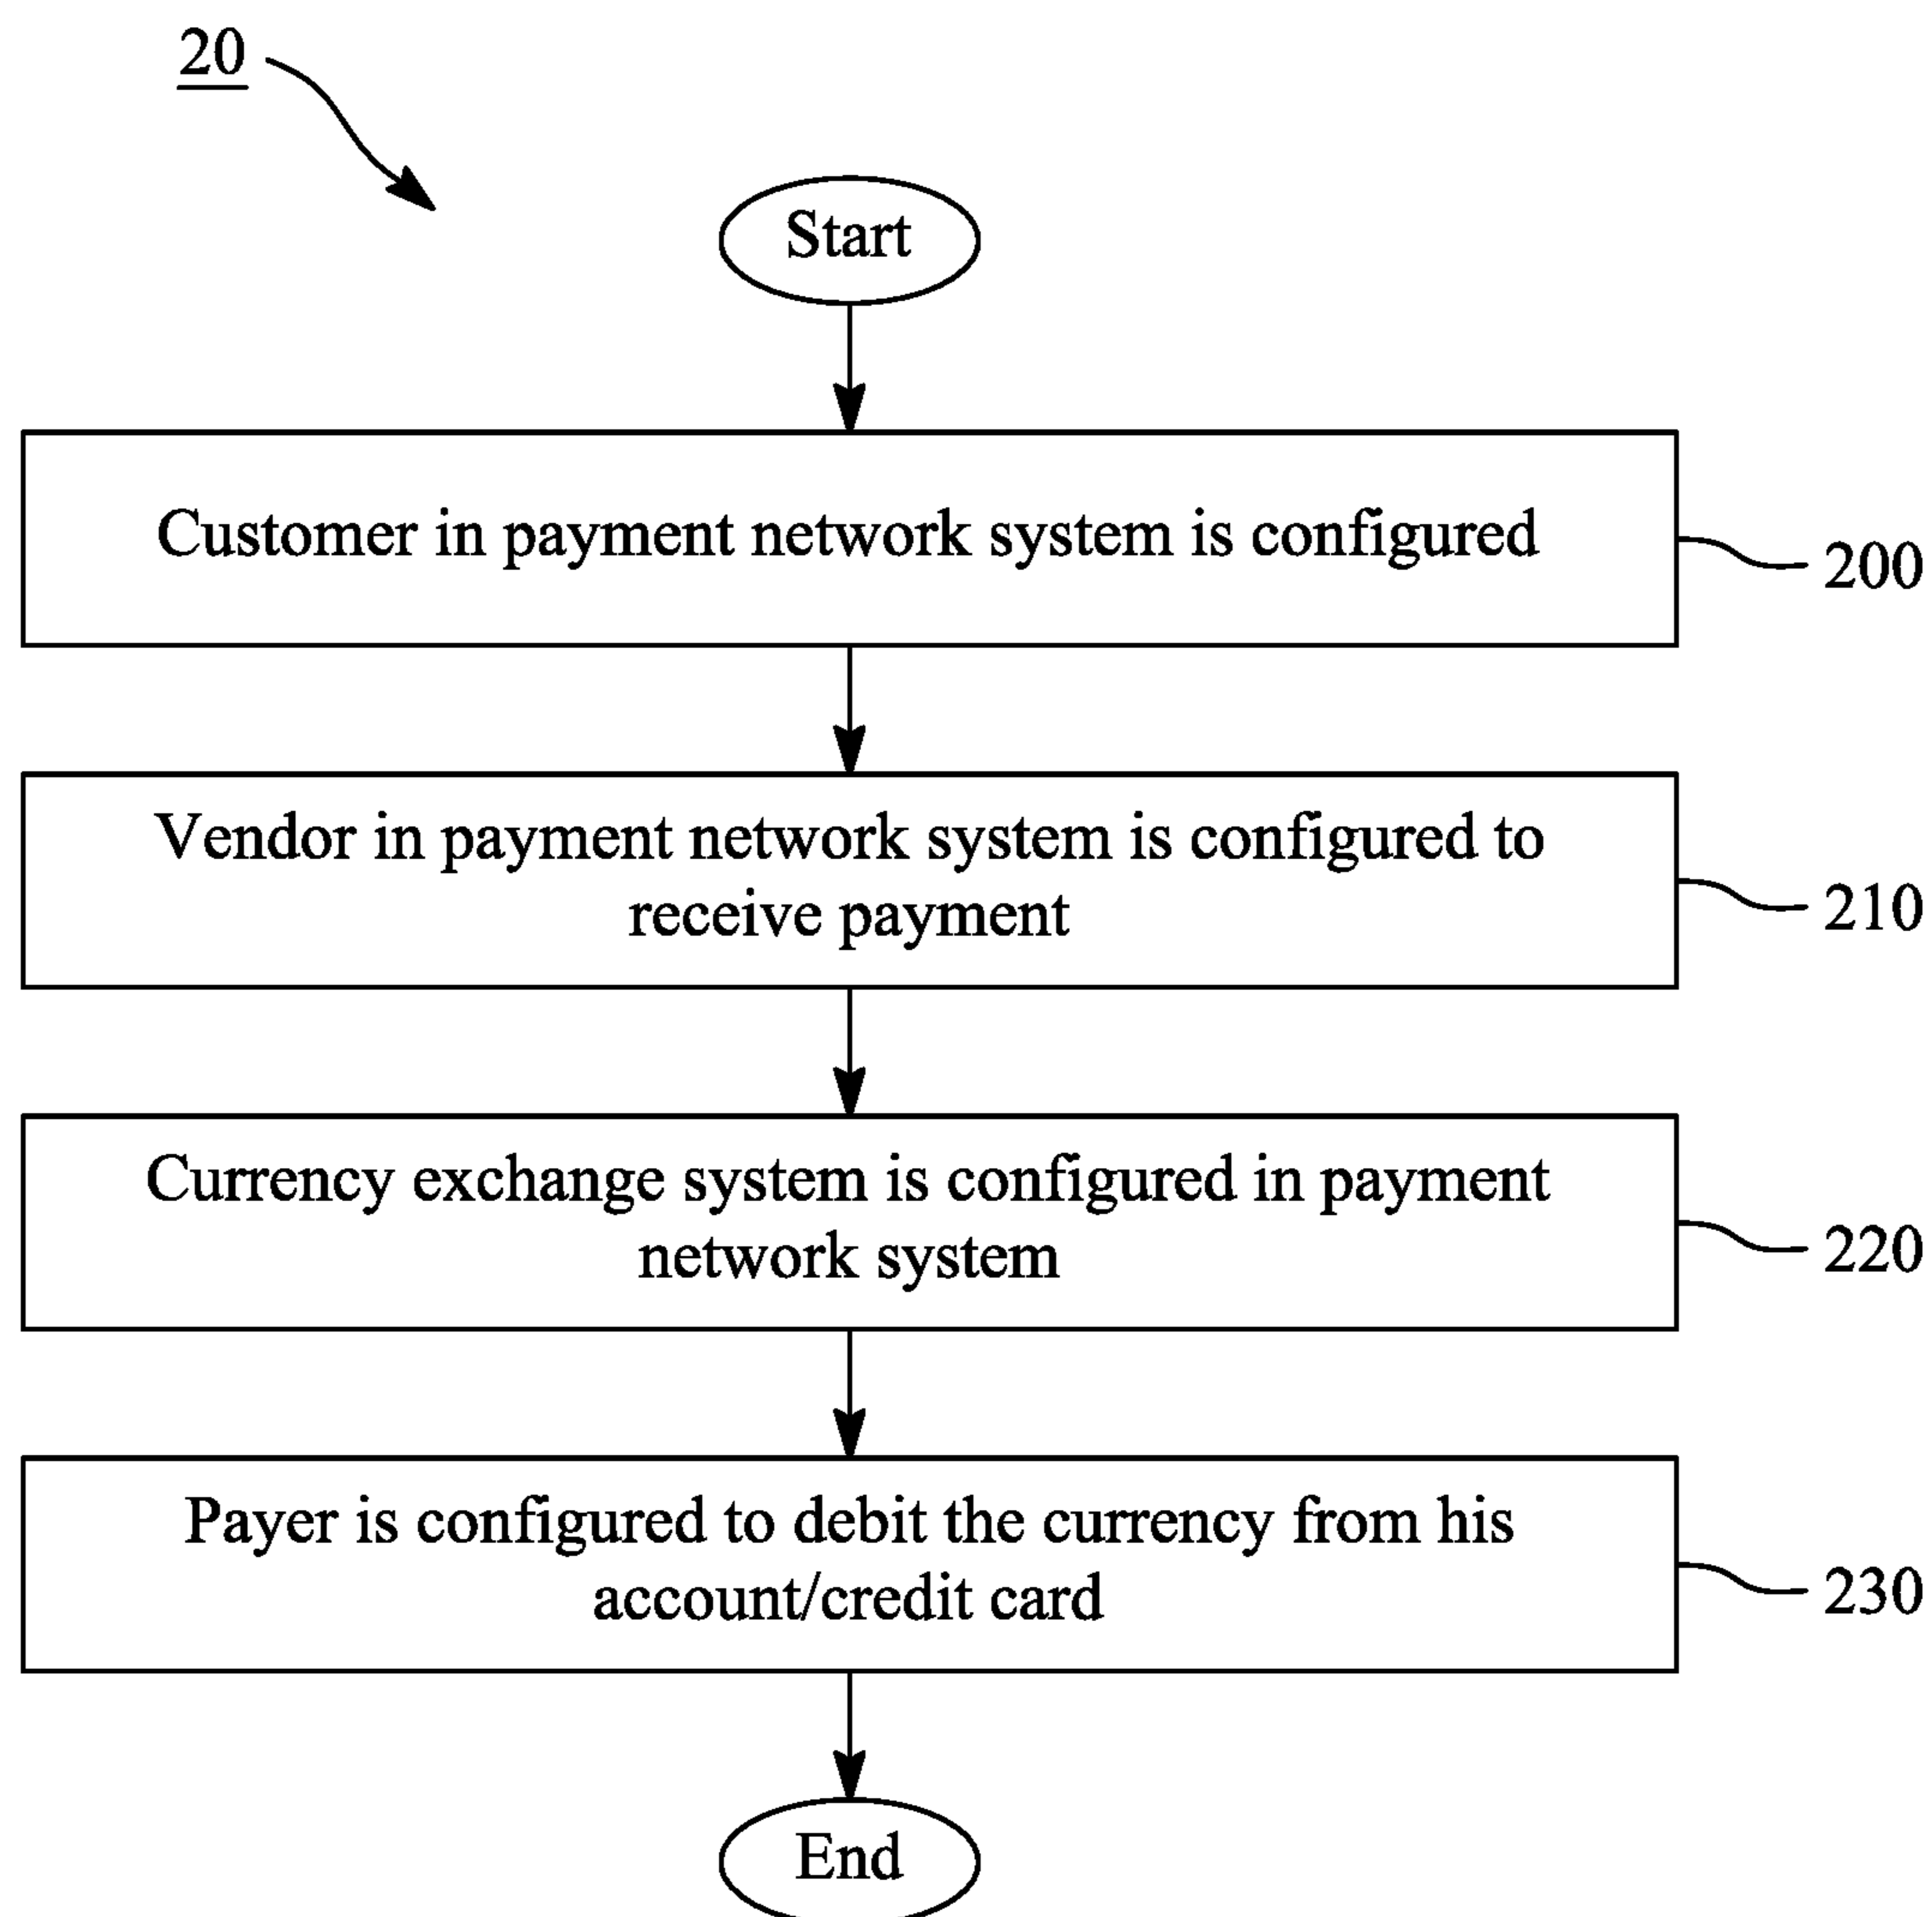 20
Start
Customer in payment network system is configured
200
Vendor in payment network system is configured to
receive payment
210
Currency exchange system is configured in payment
network system
220
Payer is configured to debit the currency from his
account/credit card
230
End